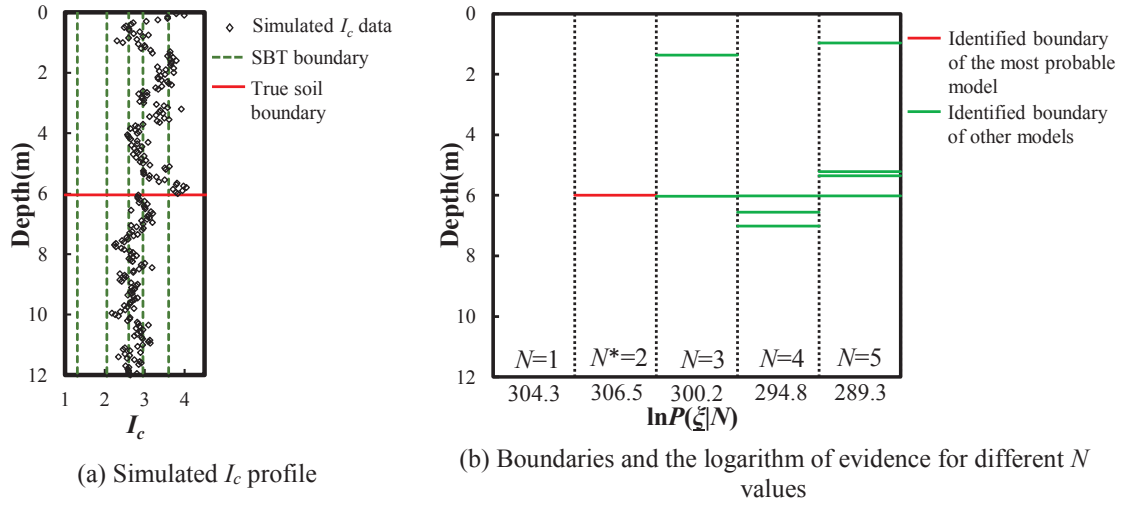 0
2
4
6
8
10
12
Depth(m)
1 2 3 4
I_c
Simulated I_c data
SBT boundary
True soil
boundary
(a) Simulated I_c profile
0
2
4
6
8
10
12
Depth(m)
N=1 N*=2 N=3 N=4 N=5
304.3 306.5 300.2 294.8 289.3
lnP(ξ|N)
Identified boundary
of the most probable
model
Identified boundary
of other models
(b) Boundaries and the logarithm of evidence for different N
values